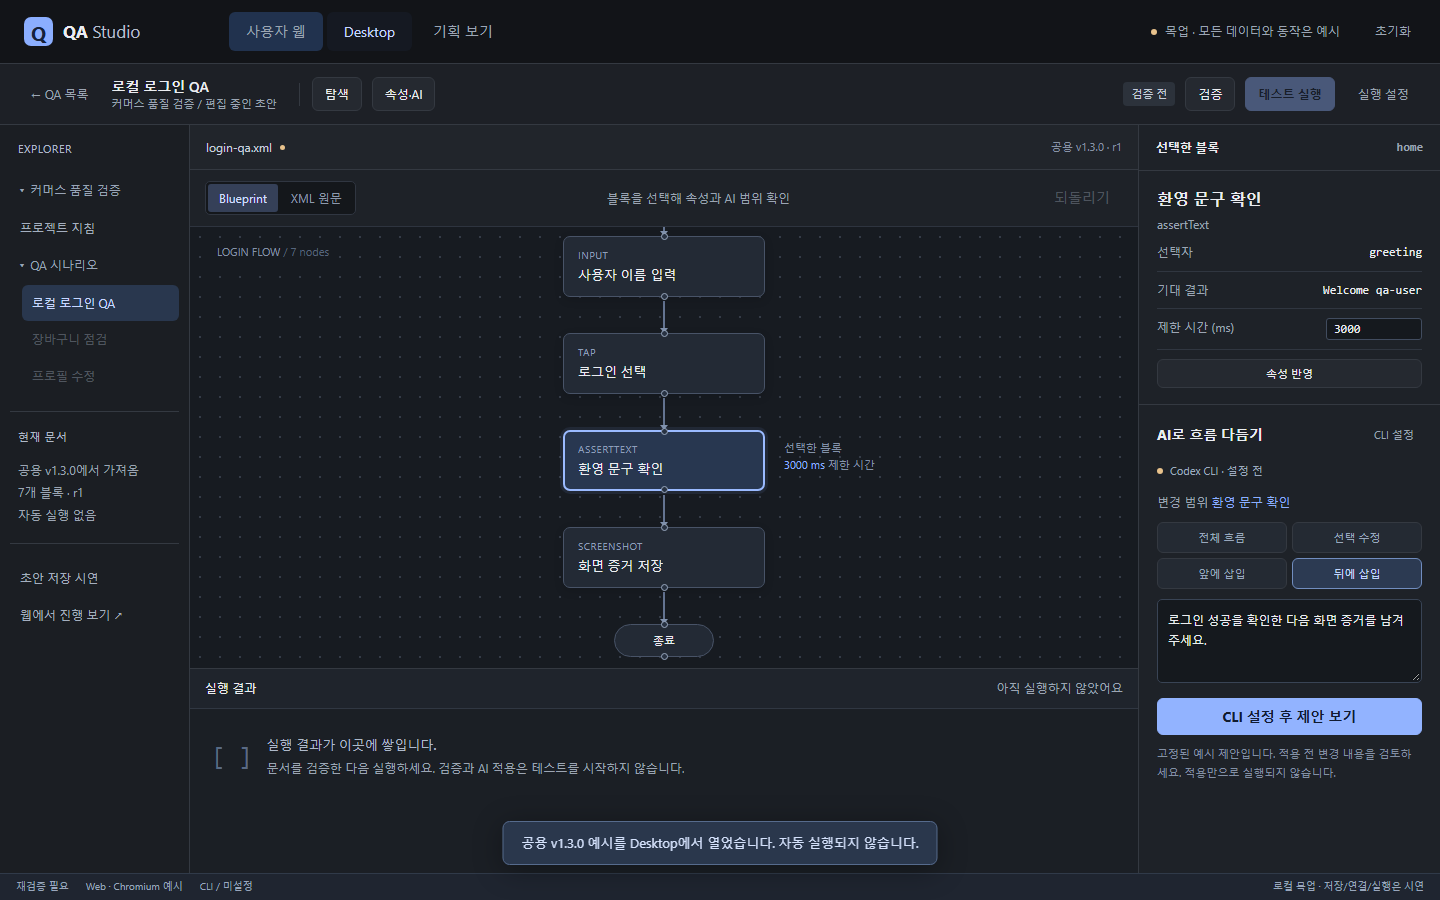 Q QA Studio
사용자 웹
Desktop
기획 보기
목업 · 모든 데이터와 동작은 예시
초기화
← QA 목록
로컬 로그인 QA
커머스 품질 검증 / 편집 중인 초안
탐색
속성·AI
검증 전
검증
테스트 실행
실행 설정
EXPLORER
▾ 커머스 품질 검증
프로젝트 지침
▾ QA 시나리오
로컬 로그인 QA
장바구니 점검
프로필 수정
현재 문서
공용 v1.3.0에서 가져옴
7개 블록 · r1
자동 실행 없음
초안 저장 시연
웹에서 진행 보기 ↗
login-qa.xml
공용 v1.3.0 · r1
Blueprint
XML 원문
블록을 선택해 속성과 AI 범위 확인
되돌리기
LOGIN FLOW / 7 nodes
INPUT
사용자 이름 입력
TAP
로그인 선택
ASSERTTEXT
환영 문구 확인
선택한 블록
3000 ms 제한 시간
SCREENSHOT
화면 증거 저장
종료
실행 결과
아직 실행하지 않았어요
[ ]
실행 결과가 이곳에 쌓입니다.
문서를 검증한 다음 실행하세요. 검증과 AI 적용은 테스트를 시작하지 않습니다.
공용 v1.3.0 예시를 Desktop에서 열었습니다. 자동 실행되지 않습니다.
선택한 블록
home
환영 문구 확인
assertText
선택자
greeting
기대 결과
Welcome qa-user
제한 시간 (ms)
3000
속성 반영
AI로 흐름 다듬기
CLI 설정
Codex CLI · 설정 전
변경 범위 환영 문구 확인
전체 흐름
선택 수정
앞에 삽입
뒤에 삽입
로그인 성공을 확인한 다음 화면 증거를 남겨
주세요.
CLI 설정 후 제안 보기
고정된 예시 제안입니다. 적용 전 변경 내용을 검토하
세요. 적용만으로 실행되지 않습니다.
재검증 필요
Web · Chromium 예시
CLI / 미설정
로컬 목업 · 저장/연결/실행은 시연